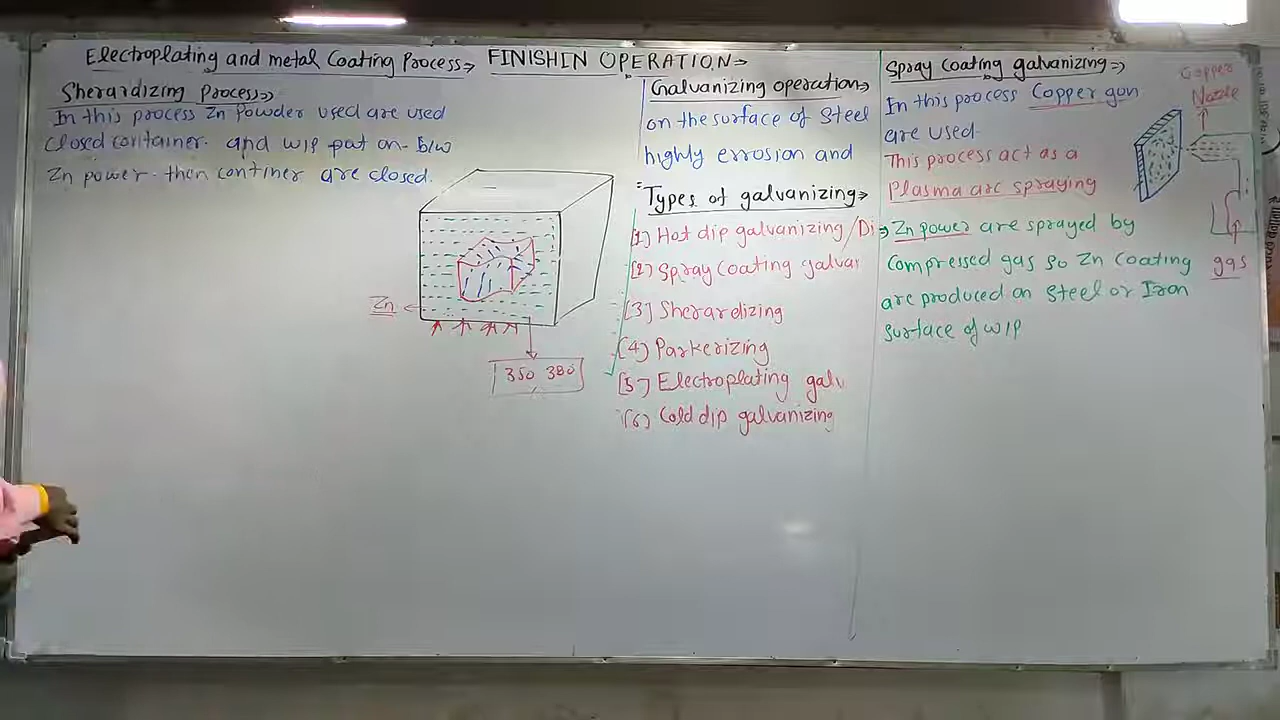 Electroplating and metal Coating Process⇒ FINISHIN OPERATION⇒
Sherardizing Process⇒
In this process Zn Powder used are used
Closed container. and w/p put on- b/w
Zn power. then continer are closed.
Zn
350 380
Galvanizing operation⇒
on the surface of Steel
highly errosion and
Types of galvanizing⇒
[1] Hot dip galvanizing/Di
[2] Spray Coating galvar
[3] Sherardizing
[4] Parkerizing
[5] Electroplating galv
[6] Cold dip galvanizing
Spray Coating galvanizing⇒
In this process Copper gun
are used-
This process act as a
Plasma arc spraying
⇒ Zn power are sprayed by
Compressed gas so Zn Coating
are produced on Steel or Iron
surface of w/p
Copper
Nozle
gas